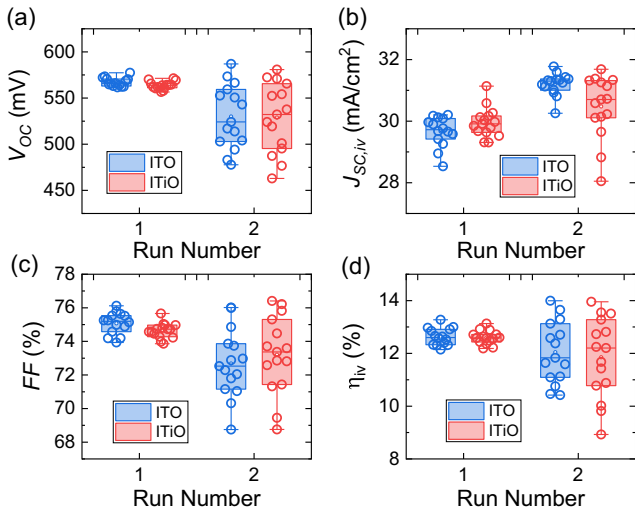 (a)
V_OC (mV)
600
550
500
450
ITO
ITiO
1
2
Run Number
(b)
J_SC,iv (mA/cm²)
32
30
28
ITO
ITiO
1
2
Run Number
(c)
FF (%)
78
76
74
72
70
68
ITO
ITiO
1
2
Run Number
(d)
η_iv (%)
14
12
10
8
6
ITO
ITiO
1
2
Run Number